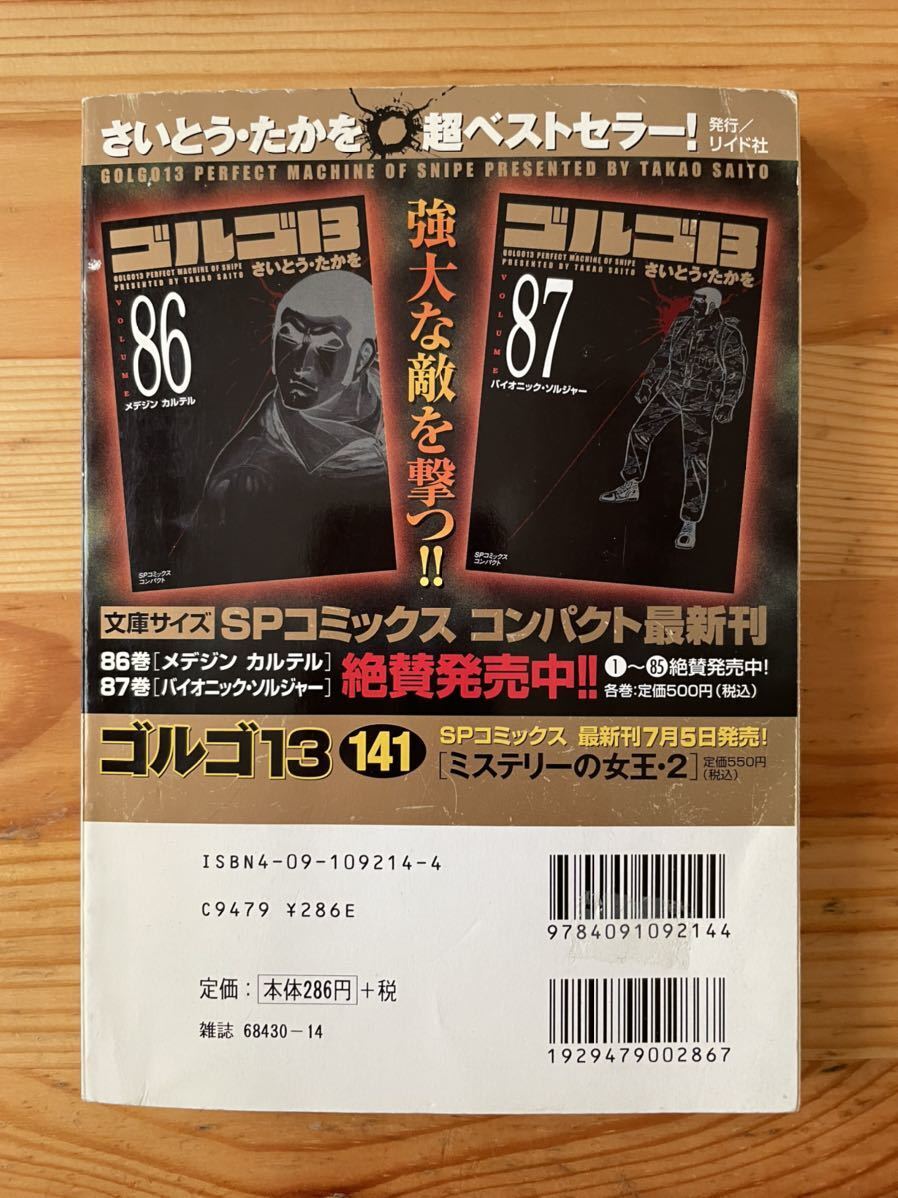 さいとう・たかを 超ベストセラー! 発行/リイド社
GOLGO13 PERFECT MACHINE OF SNIPE PRESENTED BY TAKAO SAITO
ゴルゴ13
GOLGO13 PERFECT MACHINE OF SNIPE
PRESENTED BY TAKAO SAITO さいとう・たかを
VOLUME
86
メデジン カルテル
SPコミックス
コンパクト
強大な敵を撃つ!!
ゴルゴ13
GOLGO13 PERFECT MACHINE OF SNIPE
PRESENTED BY TAKAO SAITO さいとう・たかを
VOLUME
87
バイオニック・ソルジャー
SPコミックス
コンパクト
文庫サイズ SPコミックス コンパクト最新刊
86巻[メデジン カルテル]
87巻[バイオニック・ソルジャー]
絶賛発売中!!
①〜85絶賛発売中!
各巻:定価500円(税込)
ゴルゴ13 141
SPコミックス 最新刊7月5日発売!
[ミステリーの女王・2] 定価550円(税込)
ISBN4-09-109214-4
C9479 ¥286E
9784091092144
定価:本体286円+税
雑誌 68430-14
1929479002867